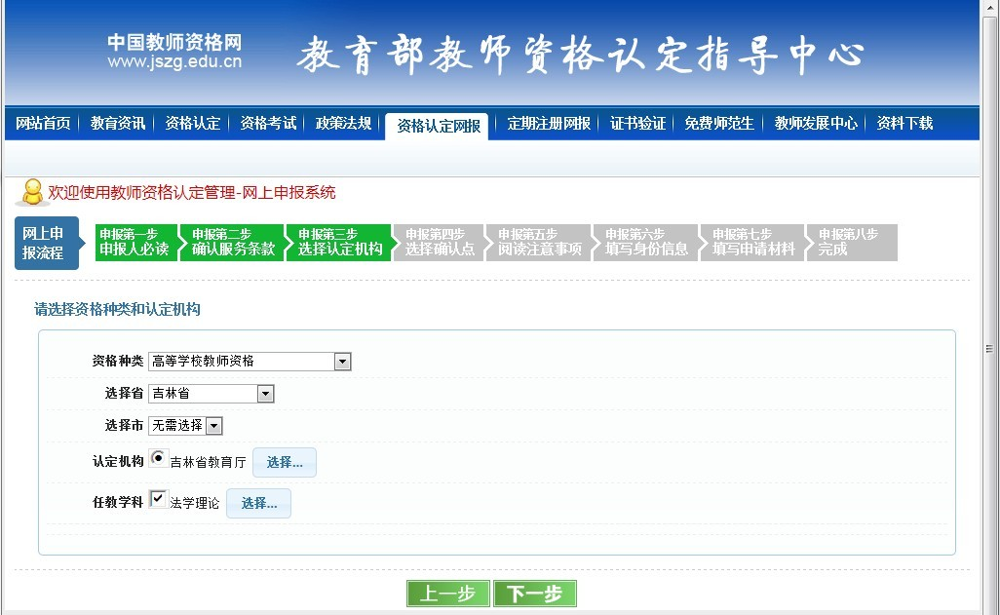 中国教师资格网
www.jszg.edu.cn
教育部教师资格认定指导中心
网站首页 教育资讯 资格认定 资格考试 政策法规 资格认定网报 定期注册网报 证书验证 免费师范生 教师发展中心 资料下载
欢迎使用教师资格认定管理-网上申报系统
网上申
报流程
申报第一步
申报人必读
申报第二步
确认服务条款
申报第三步
选择认定机构
申报第四步
选择确认点
申报第五步
阅读注意事项
申报第六步
填写身份信息
申报第七步
填写申请材料
申报第八步
完成
请选择资格种类和认定机构
资格种类 高等学校教师资格
选择省 吉林省
选择市 无需选择
认定机构 吉林省教育厅 选择...
任教学科 法学理论 选择...
上一步 下一步